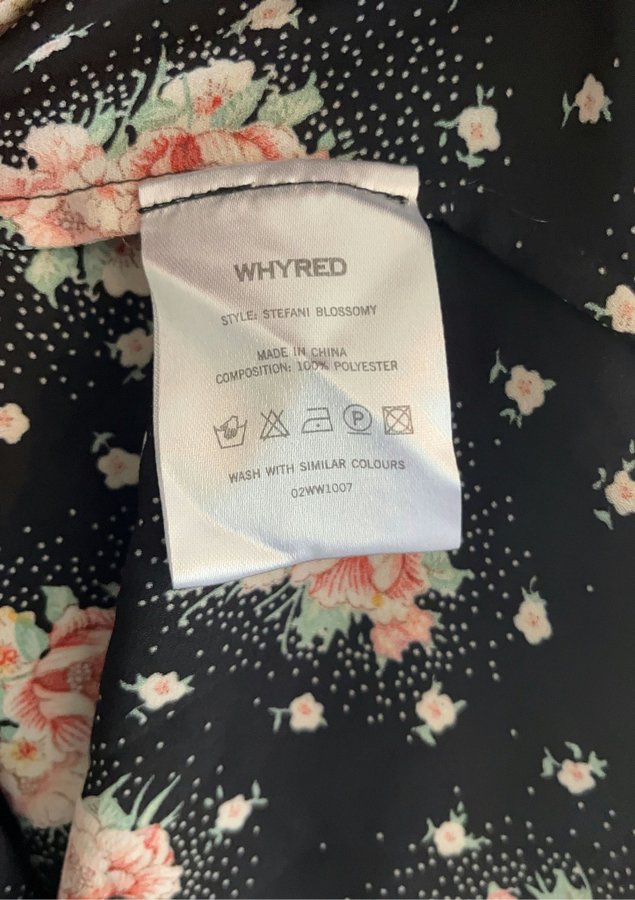 WHYRED
STYLE: STEFANI BLOSSOMY
MADE IN CHINA
COMPOSITION: 100% POLYESTER
P
WASH WITH SIMILAR COLOURS
02WW1007